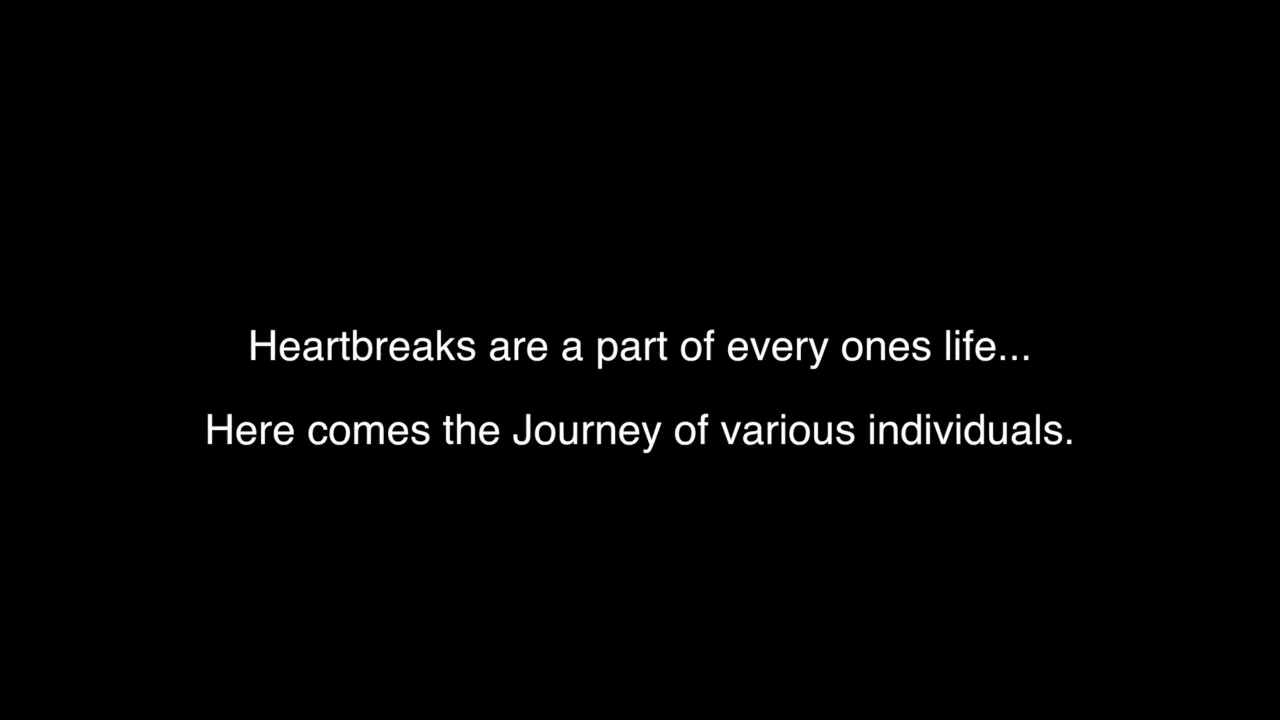 Heartbreaks are a part of every ones life...
Here comes the Journey of various individuals.